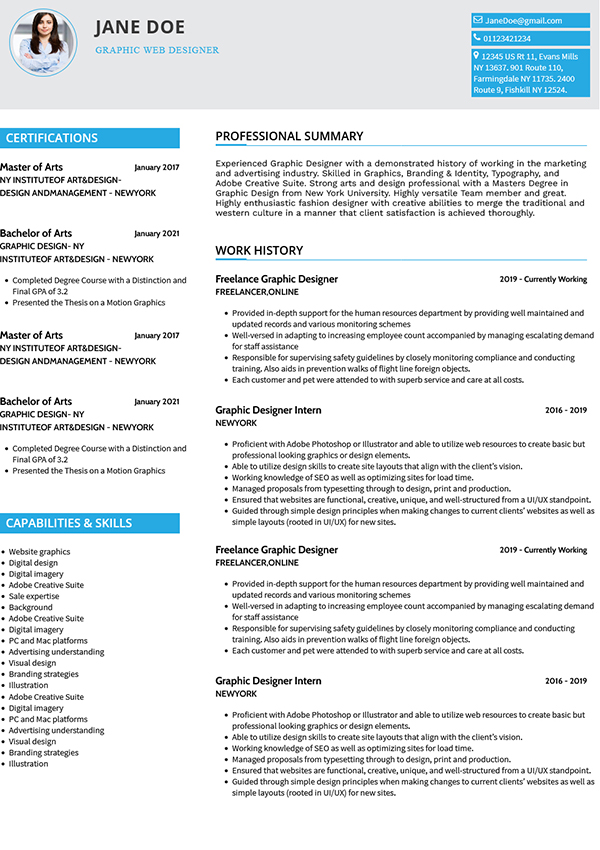 JANE DOE
GRAPHIC WEB DESIGNER
JaneDoe@gmail.com
01123421234
12345 US Rt 11, Evans Mills
NY 13637. 901 Route 110,
Farmingdale NY 11735. 2400
Route 9, Fishkill NY 12524.
CERTIFICATIONS
Master of Arts January 2017
NY INSTITUTEOF ART&DESIGN-
DESIGN ANDMANAGEMENT - NEWYORK
Bachelor of Arts January 2021
GRAPHIC DESIGN- NY
INSTITUTEOF ART&DESIGN - NEWYORK
• Completed Degree Course with a Distinction and
Final GPA of 3.2
• Presented the Thesis on a Motion Graphics
Master of Arts January 2017
NY INSTITUTEOF ART&DESIGN-
DESIGN ANDMANAGEMENT - NEWYORK
Bachelor of Arts January 2021
GRAPHIC DESIGN- NY
INSTITUTEOF ART&DESIGN - NEWYORK
• Completed Degree Course with a Distinction and
Final GPA of 3.2
• Presented the Thesis on a Motion Graphics
CAPABILITIES & SKILLS
• Website graphics
• Digital design
• Digital imagery
• Adobe Creative Suite
• Sale expertise
• Background
• Adobe Creative Suite
• Digital imagery
• PC and Mac platforms
• Advertising understanding
• Visual design
• Branding strategies
• Illustration
• Adobe Creative Suite
• Digital imagery
• PC and Mac platforms
• Advertising understanding
• Visual design
• Branding strategies
• Illustration
PROFESSIONAL SUMMARY
Experienced Graphic Designer with a demonstrated history of working in the marketing
and advertising industry. Skilled in Graphics, Branding & Identity, Typography, and
Adobe Creative Suite. Strong arts and design professional with a Masters Degree in
Graphic Design from New York University. Highly versatile Team member and great.
Highly enthusiastic fashion designer with creative abilities to merge the traditional and
western culture in a manner that client satisfaction is achieved thoroughly.
WORK HISTORY
Freelance Graphic Designer 2019 - Currently Working
FREELANCER,ONLINE
• Provided in-depth support for the human resources department by providing well maintained and
updated records and various monitoring schemes
• Well-versed in adapting to increasing employee count accompanied by managing escalating demand
for staff assistance
• Responsible for supervising safety guidelines by closely monitoring compliance and conducting
training. Also aids in prevention walks of flight line foreign objects.
• Each customer and pet were attended to with superb service and care at all costs.
Graphic Designer Intern 2016 - 2019
NEWYORK
• Proficient with Adobe Photoshop or Illustrator and able to utilize web resources to create basic but
professional looking graphics or design elements.
• Able to utilize design skills to create site layouts that align with the client's vision.
• Working knowledge of SEO as well as optimizing sites for load time.
• Managed proposals from typesetting through to design, print and production.
• Ensured that websites are functional, creative, unique, and well-structured from a UI/UX standpoint.
• Guided through simple design principles when making changes to current clients' websites as well as
simple layouts (rooted in UI/UX) for new sites.
Freelance Graphic Designer 2019 - Currently Working
FREELANCER,ONLINE
• Provided in-depth support for the human resources department by providing well maintained and
updated records and various monitoring schemes
• Well-versed in adapting to increasing employee count accompanied by managing escalating demand
for staff assistance
• Responsible for supervising safety guidelines by closely monitoring compliance and conducting
training. Also aids in prevention walks of flight line foreign objects.
• Each customer and pet were attended to with superb service and care at all costs.
Graphic Designer Intern 2016 - 2019
NEWYORK
• Proficient with Adobe Photoshop or Illustrator and able to utilize web resources to create basic but
professional looking graphics or design elements.
• Able to utilize design skills to create site layouts that align with the client's vision.
• Working knowledge of SEO as well as optimizing sites for load time.
• Managed proposals from typesetting through to design, print and production.
• Ensured that websites are functional, creative, unique, and well-structured from a UI/UX standpoint.
• Guided through simple design principles when making changes to current clients' websites as well as
simple layouts (rooted in UI/UX) for new sites.